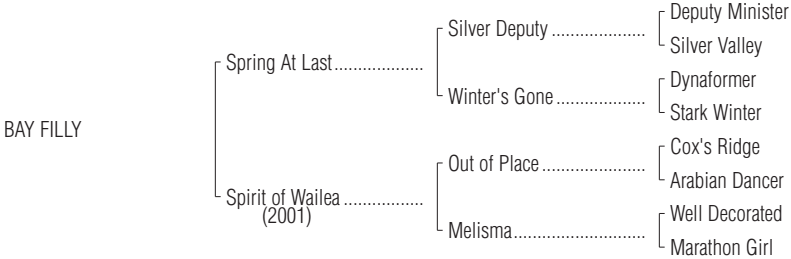 Deputy Minister
Silver Deputy ....................
Silver Valley
Spring At Last...................
Dynaformer
Winter's Gone ...................
Stark Winter
BAY FILLY
Cox's Ridge
Out of Place ......................
Arabian Dancer
Spirit of Wailea .................
(2001)
Well Decorated
Melisma............................
Marathon Girl